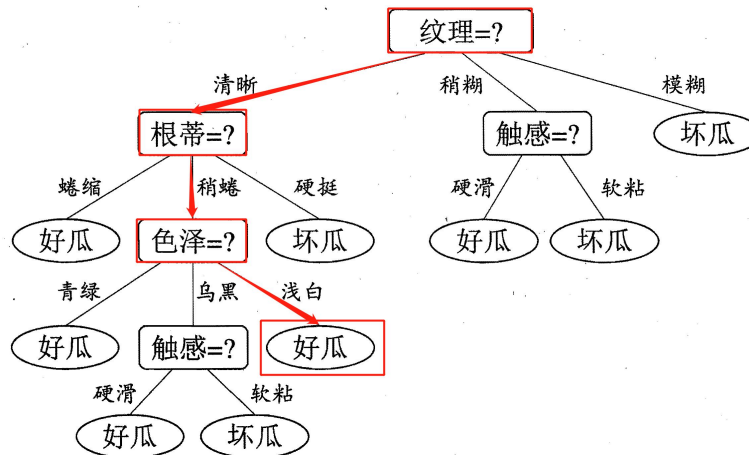 纹理=?
清晰
稍糊
模糊
根蒂=?
触感=?
坏瓜
蜷缩
稍蜷
硬挺
硬滑
软粘
好瓜
色泽=?
坏瓜
好瓜
坏瓜
青绿
乌黑
浅白
好瓜
触感=?
好瓜
硬滑
软粘
好瓜
坏瓜